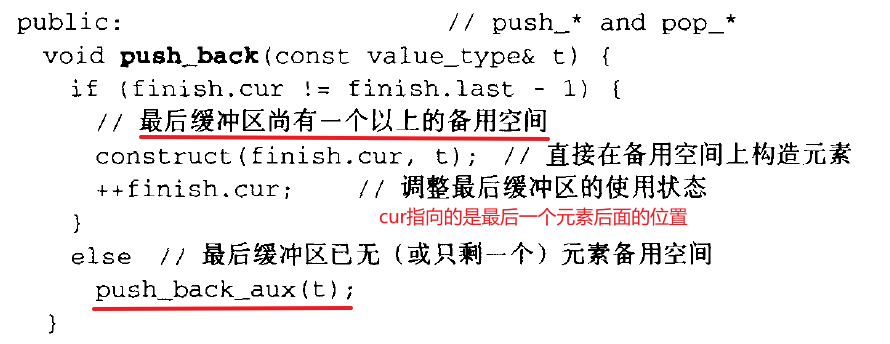 public: // push_* and pop_*
void push_back(const value_type& t) {
if (finish.cur != finish.last - 1) {
// 最后缓冲区尚有一个以上的备用空间
construct(finish.cur, t); // 直接在备用空间上构造元素
++finish.cur; // 调整最后缓冲区的使用状态
cur指向的是最后一个元素后面的位置
}
else // 最后缓冲区已无（或只剩一个）元素备用空间
push_back_aux(t);
}